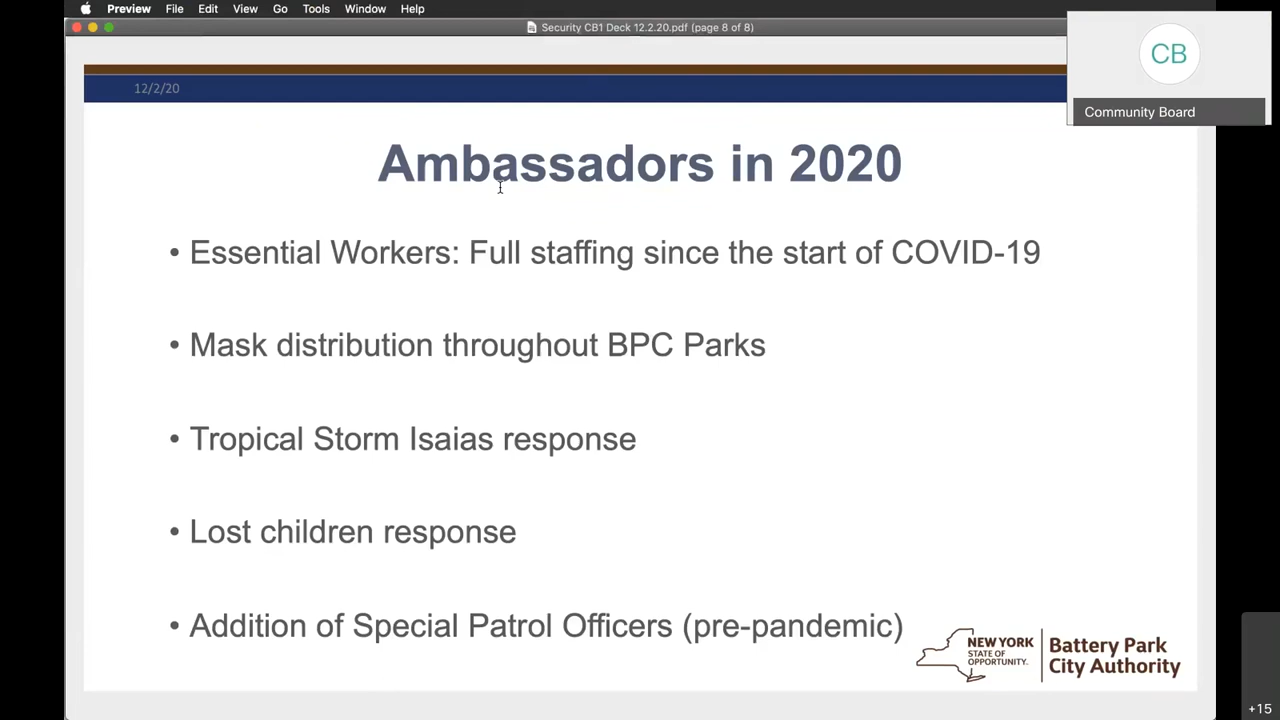 Preview File Edit View Go Tools Window Help
Security CB1 Deck 12.2.20.pdf (page 8 of 8)
CB
Community Board
12/2/20
Ambassadors in 2020
• Essential Workers: Full staffing since the start of COVID-19
• Mask distribution throughout BPC Parks
• Tropical Storm Isaias response
• Lost children response
• Addition of Special Patrol Officers (pre-pandemic)
NEW YORK
STATE OF
OPPORTUNITY.
Battery Park
City Authority
+15